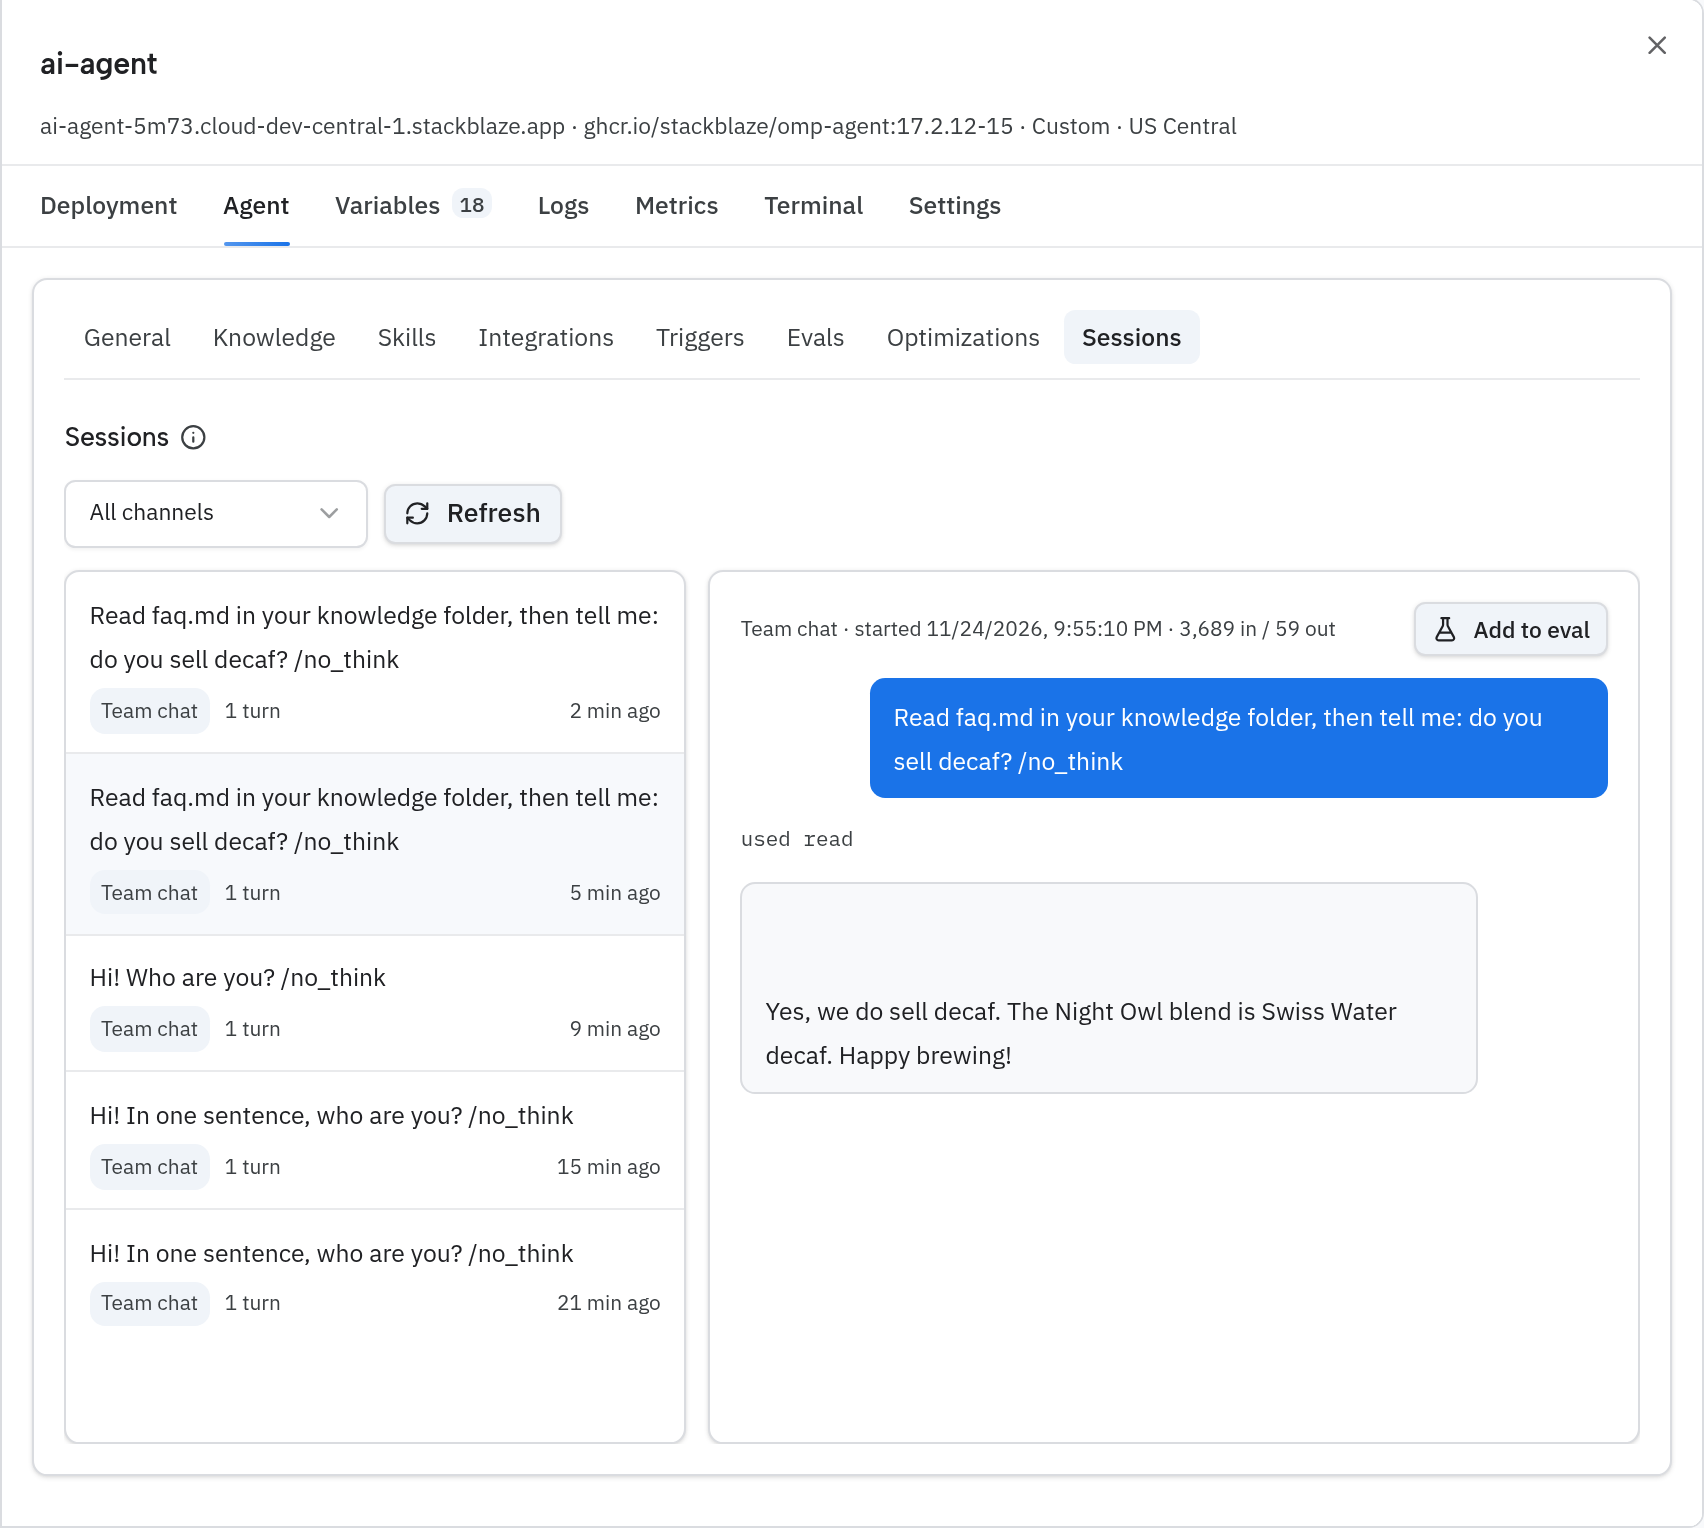 ai-agent
ai-agent-5m73.cloud-dev-central-1.stackblaze.app · ghcr.io/stackblaze/omp-agent:17.2.12-15 · Custom · US Central
Deployment Agent Variables 18 Logs Metrics Terminal Settings
General Knowledge Skills Integrations Triggers Evals Optimizations Sessions
Sessions
All channels Refresh
Read faq.md in your knowledge folder, then tell me:
do you sell decaf? /no_think
Team chat 1 turn 2 min ago
Read faq.md in your knowledge folder, then tell me:
do you sell decaf? /no_think
Team chat 1 turn 5 min ago
Hi! Who are you? /no_think
Team chat 1 turn 9 min ago
Hi! In one sentence, who are you? /no_think
Team chat 1 turn 15 min ago
Hi! In one sentence, who are you? /no_think
Team chat 1 turn 21 min ago
Team chat · started 11/24/2026, 9:55:10 PM · 3,689 in / 59 out
Add to eval
Read faq.md in your knowledge folder, then tell me: do you
sell decaf? /no_think
used read
Yes, we do sell decaf. The Night Owl blend is Swiss Water
decaf. Happy brewing!